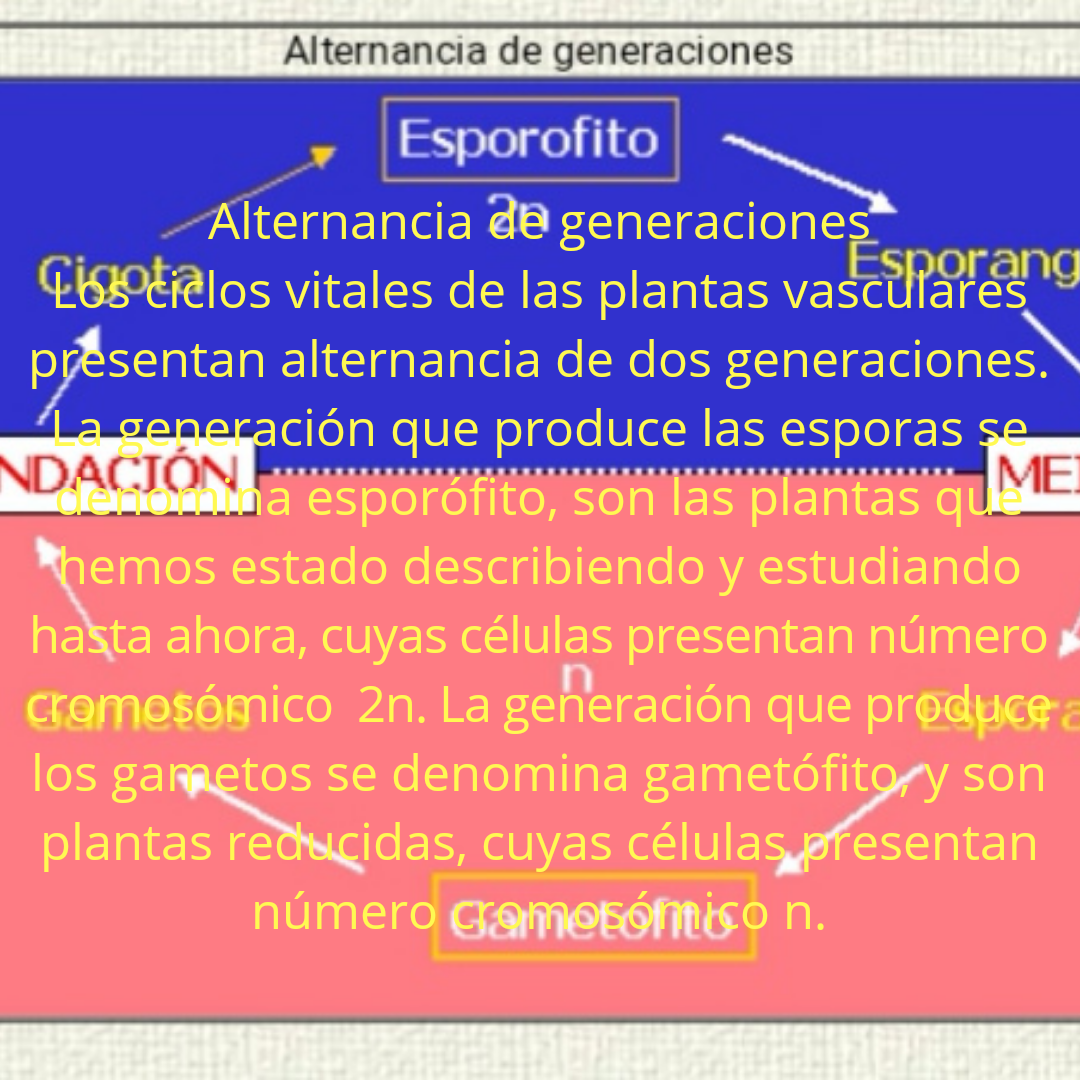 Alternancia de generaciones
Esporofito
2n
Alternancia de generaciones
Cigota
Esporang
Los ciclos vitales de las plantas vasculares
presentan alternancia de dos generaciones.
La generación que produce las esporas se
NDACIÓN
MEI
denomina esporófito, son las plantas que
hemos estado describiendo y estudiando
hasta ahora, cuyas células presentan número
n
cromosómico 2n. La generación que produce
Gametos
Espora
los gametos se denomina gametófito, y son
plantas reducidas, cuyas células presentan
número cromosómico n.
Gametofito